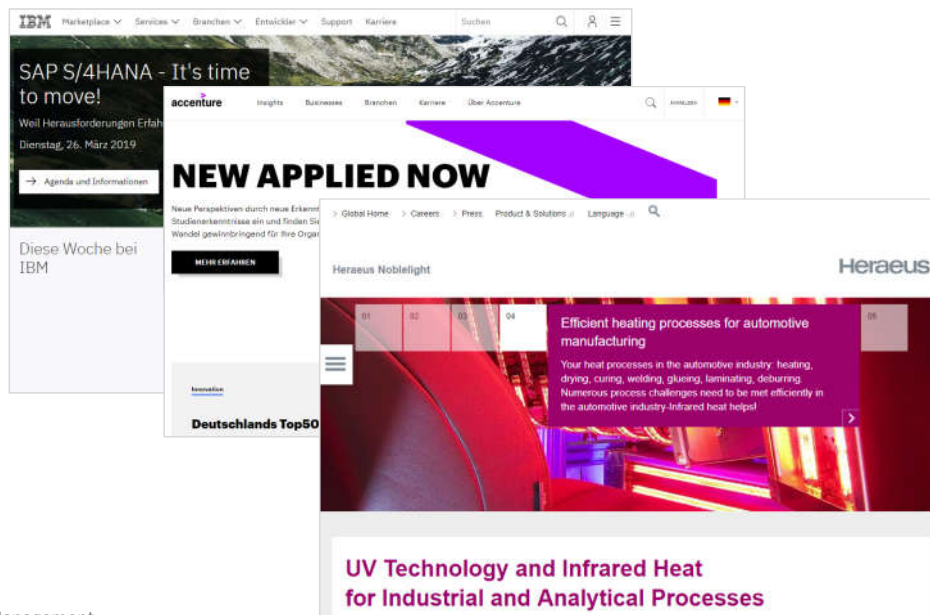 IBM Marketplace Services Branchen Entwickler Support Karriere Suchen
SAP S/4HANA - It's time
to move!
Weil Herausforderungen Erfah
Dienstag, 26. März 2019
→ Agenda und Informationen
Diese Woche bei
IBM
accenture Insights Businesses Branchen Karriere Über Accenture
NEW APPLIED NOW
Neue Perspektiven durch neue Erkennt
Studienerkenntnisse ein und finden Sie
Wandel gewinnbringend für Ihre Organ
MEHR ERFAHREN
Innovation
Deutschlands Top50
> Global Home > Careers > Press Product & Solutions Language
Heraeus Noblelight
Heraeus
01 02 03 04 05
Efficient heating processes for automotive
manufacturing
Your heat processes in the automotive industry: heating,
drying, curing, welding, glueing, laminating, deburring.
Numerous process challenges need to be met efficiently in
the automotive industry-Infrared heat helps!
UV Technology and Infrared Heat
for Industrial and Analytical Processes